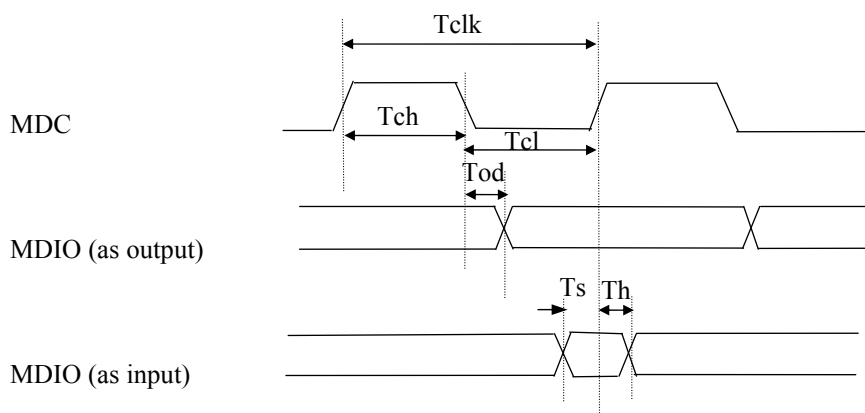 Tclk
MDC
Tch
Tcl
Tod
MDIO (as output)
Ts Th
MDIO (as input)